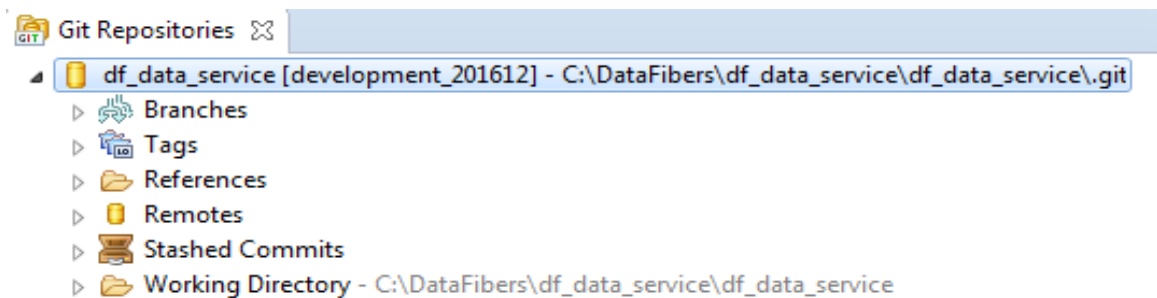 Git Repositories
df_data_service [development_201612] - C:\DataFibers\df_data_service\df_data_service\.git
Branches
Tags
References
Remotes
Stashed Commits
Working Directory - C:\DataFibers\df_data_service\df_data_service